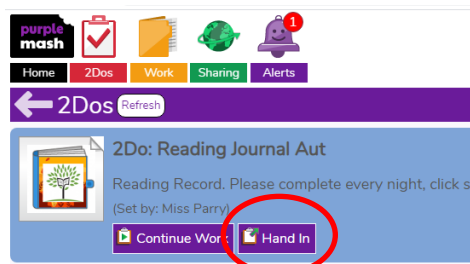 purple
mash
1
Home 2Dos Work Sharing Alerts
2Dos Refresh
2Do: Reading Journal Aut
Reading Record. Please complete every night, click s
(Set by: Miss Parry)
Continue Work Hand In